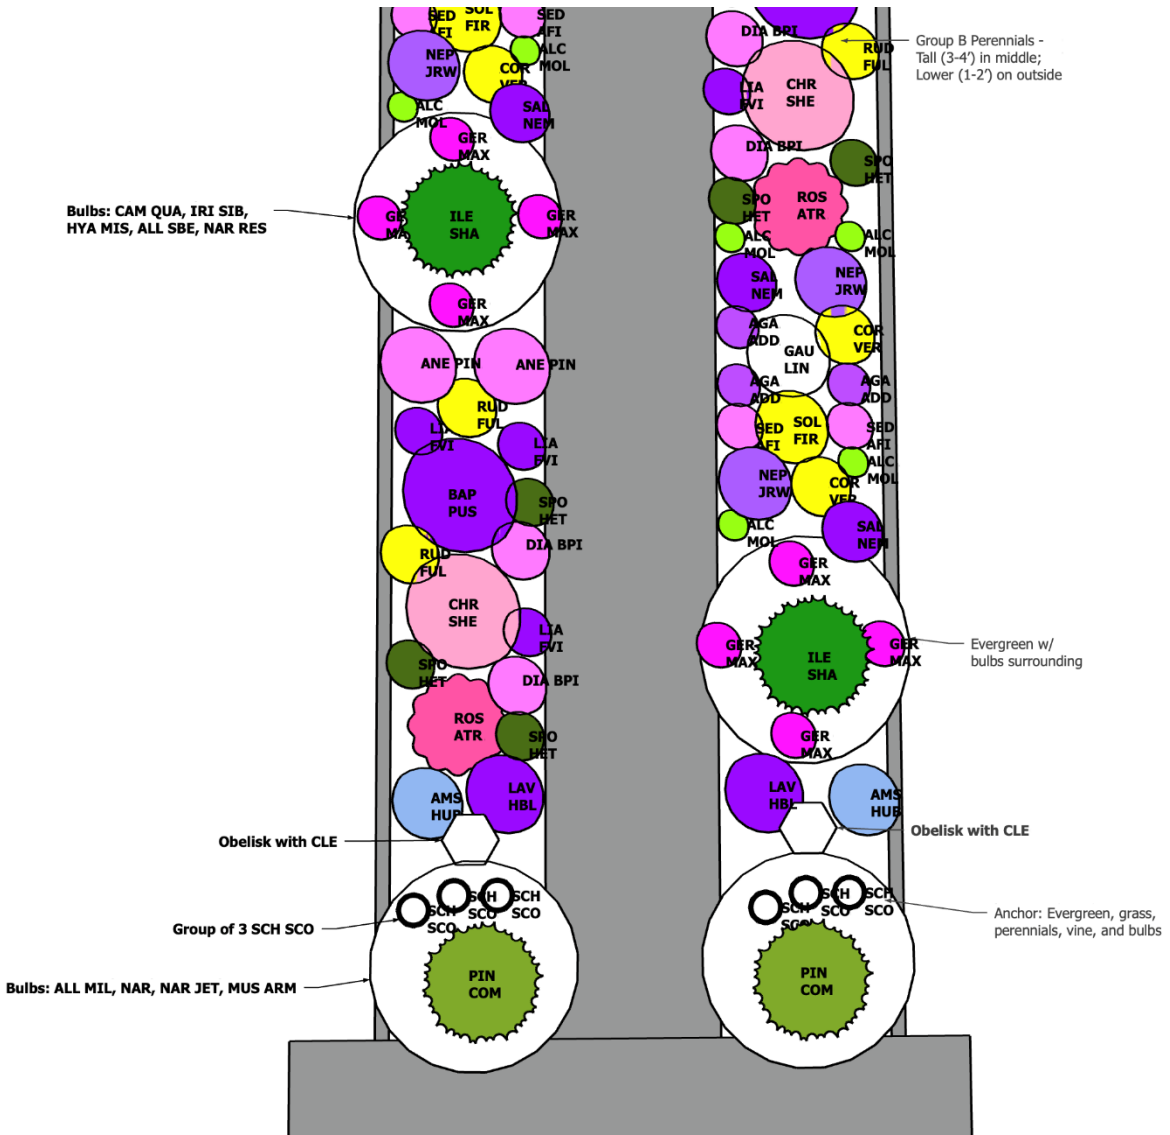 SED
AFI
SOL
FIR
SED
AFI
NEP
JRW
ALC
MOL
COR
VER
ALC
MOL
SAL
NEM
GER
MAX
GER
MA
ILE
SHA
GER
MAX
GER
MAX
Bulbs: CAM QUA, IRI SIB,
HYA MIS, ALL SBE, NAR RES
ANE PIN
ANE PIN
RUD
FUL
LIA
FVI
LIA
FVI
BAP
PUS
SPO
HET
RUD
FUL
DIA BPI
CHR
SHE
LIA
FVI
SPO
HET
DIA BPI
ROS
ATR
SPO
HET
AMS
HUB
LAV
HBL
Obelisk with CLE
SCH
SCO
SCH
SCO
SCH
SCO
Group of 3 SCH SCO
PIN
COM
Bulbs: ALL MIL, NAR, NAR JET, MUS ARM
DIA BPI
RUD
FUL
Group B Perennials -
Tall (3-4') in middle;
Lower (1-2') on outside
LIA
FVI
CHR
SHE
DIA BPI
SPO
HET
SPO
HET
ROS
ATR
ALC
MOL
ALC
MOL
SAL
NEM
NEP
JRW
AGA
ADD
GAU
LIN
COR
VER
AGA
ADD
AGA
ADD
SED
AFI
SOL
FIR
SED
AFI
NEP
JRW
COR
VER
ALC
MOL
ALC
MOL
SAL
NEM
GER
MAX
GER
MAX
ILE
SHA
GER
MAX
Evergreen w/
bulbs surrounding
GER
MAX
LAV
HBL
AMS
HUB
Obelisk with CLE
SCH
SCO
SCH
SCO
SCH
SCO
Anchor: Evergreen, grass,
perennials, vine, and bulbs
PIN
COM